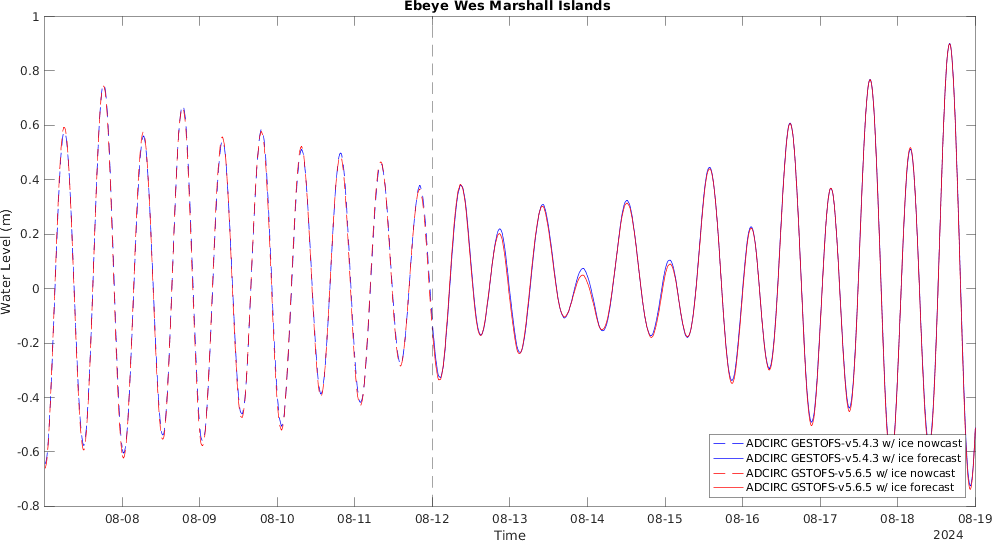 Ebeye Wes Marshall Islands
1
0.8
0.6
0.4
0.2
0
-0.2
-0.4
-0.6
-0.8
Water Level (m)
ADCIRC GESTOFS-v5.4.3 w/ ice nowcast
ADCIRC GESTOFS-v5.4.3 w/ ice forecast
ADCIRC GSTOFS-v5.6.5 w/ ice nowcast
ADCIRC GSTOFS-v5.6.5 w/ ice forecast
08-08 08-09 08-10 08-11 08-12 08-13 08-14 08-15 08-16 08-17 08-18 08-19
Time
2024